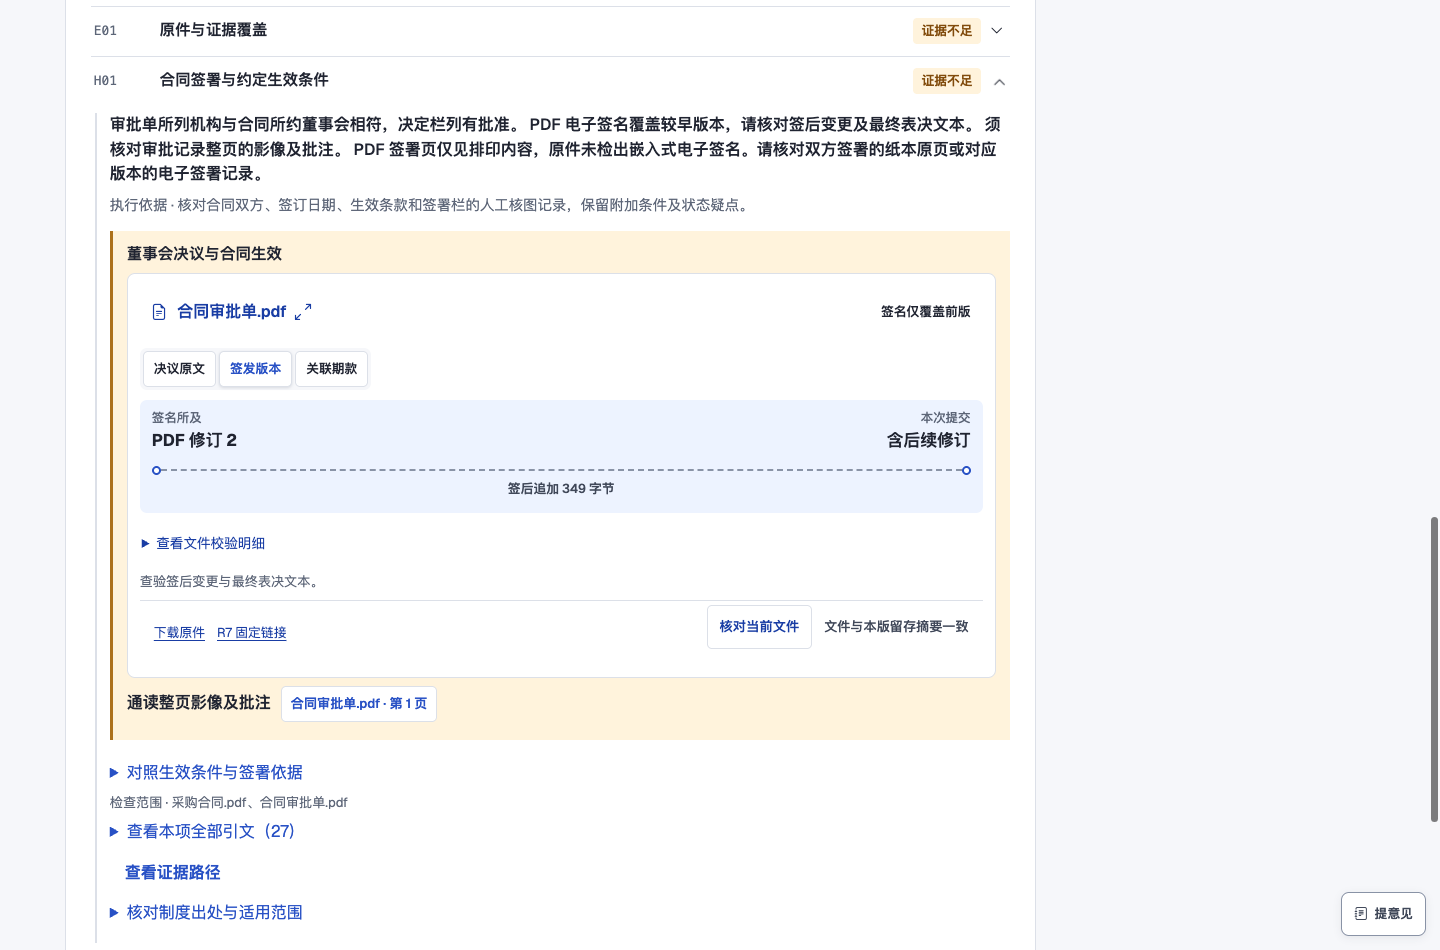 E01 原件与证据覆盖 证据不足
H01 合同签署与约定生效条件 证据不足
审批单所列机构与合同所约董事会相符，决定栏列有批准。 PDF 电子签名覆盖较早版本，请核对签后变更及最终表决文本。 须
核对审批记录整页的影像及批注。 PDF 签署页仅见排印内容，原件未检出嵌入式电子签名。请核对双方签署的纸本原页或对应
版本的电子签署记录。
执行依据 · 核对合同双方、签订日期、生效条款和签署栏的人工核图记录，保留附加条件及状态疑点。
董事会决议与合同生效
合同审批单.pdf 签名仅覆盖前版
决议原文 签发版本 关联期款
签名所及 本次提交
PDF 修订 2 含后续修订
签后追加 349 字节
查看文件校验明细
查验签后变更与最终表决文本。
下载原件 R7 固定链接 核对当前文件 文件与本版留存摘要一致
通读整页影像及批注 合同审批单.pdf · 第 1 页
对照生效条件与签署依据
检查范围 · 采购合同.pdf、合同审批单.pdf
查看本项全部引文（27）
查看证据路径
核对制度出处与适用范围
提意见